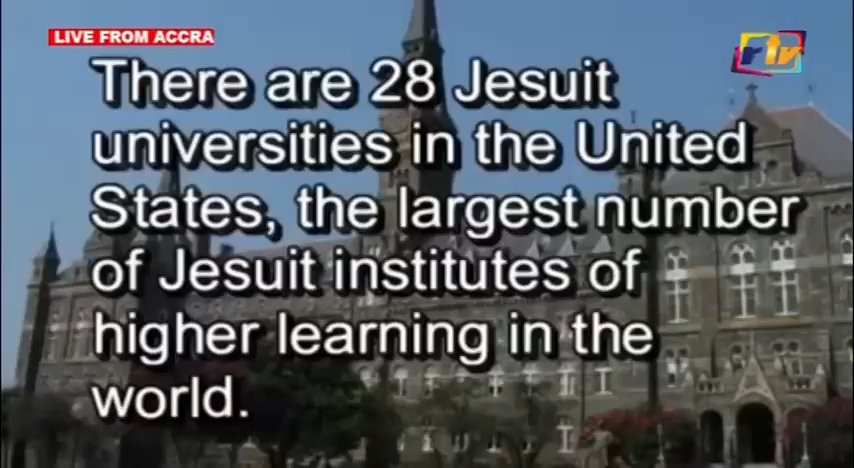 LIVE FROM ACCRA
rtv
There are 28 Jesuit
universities in the United
States, the largest number
of Jesuit institutes of
higher learning in the
world.